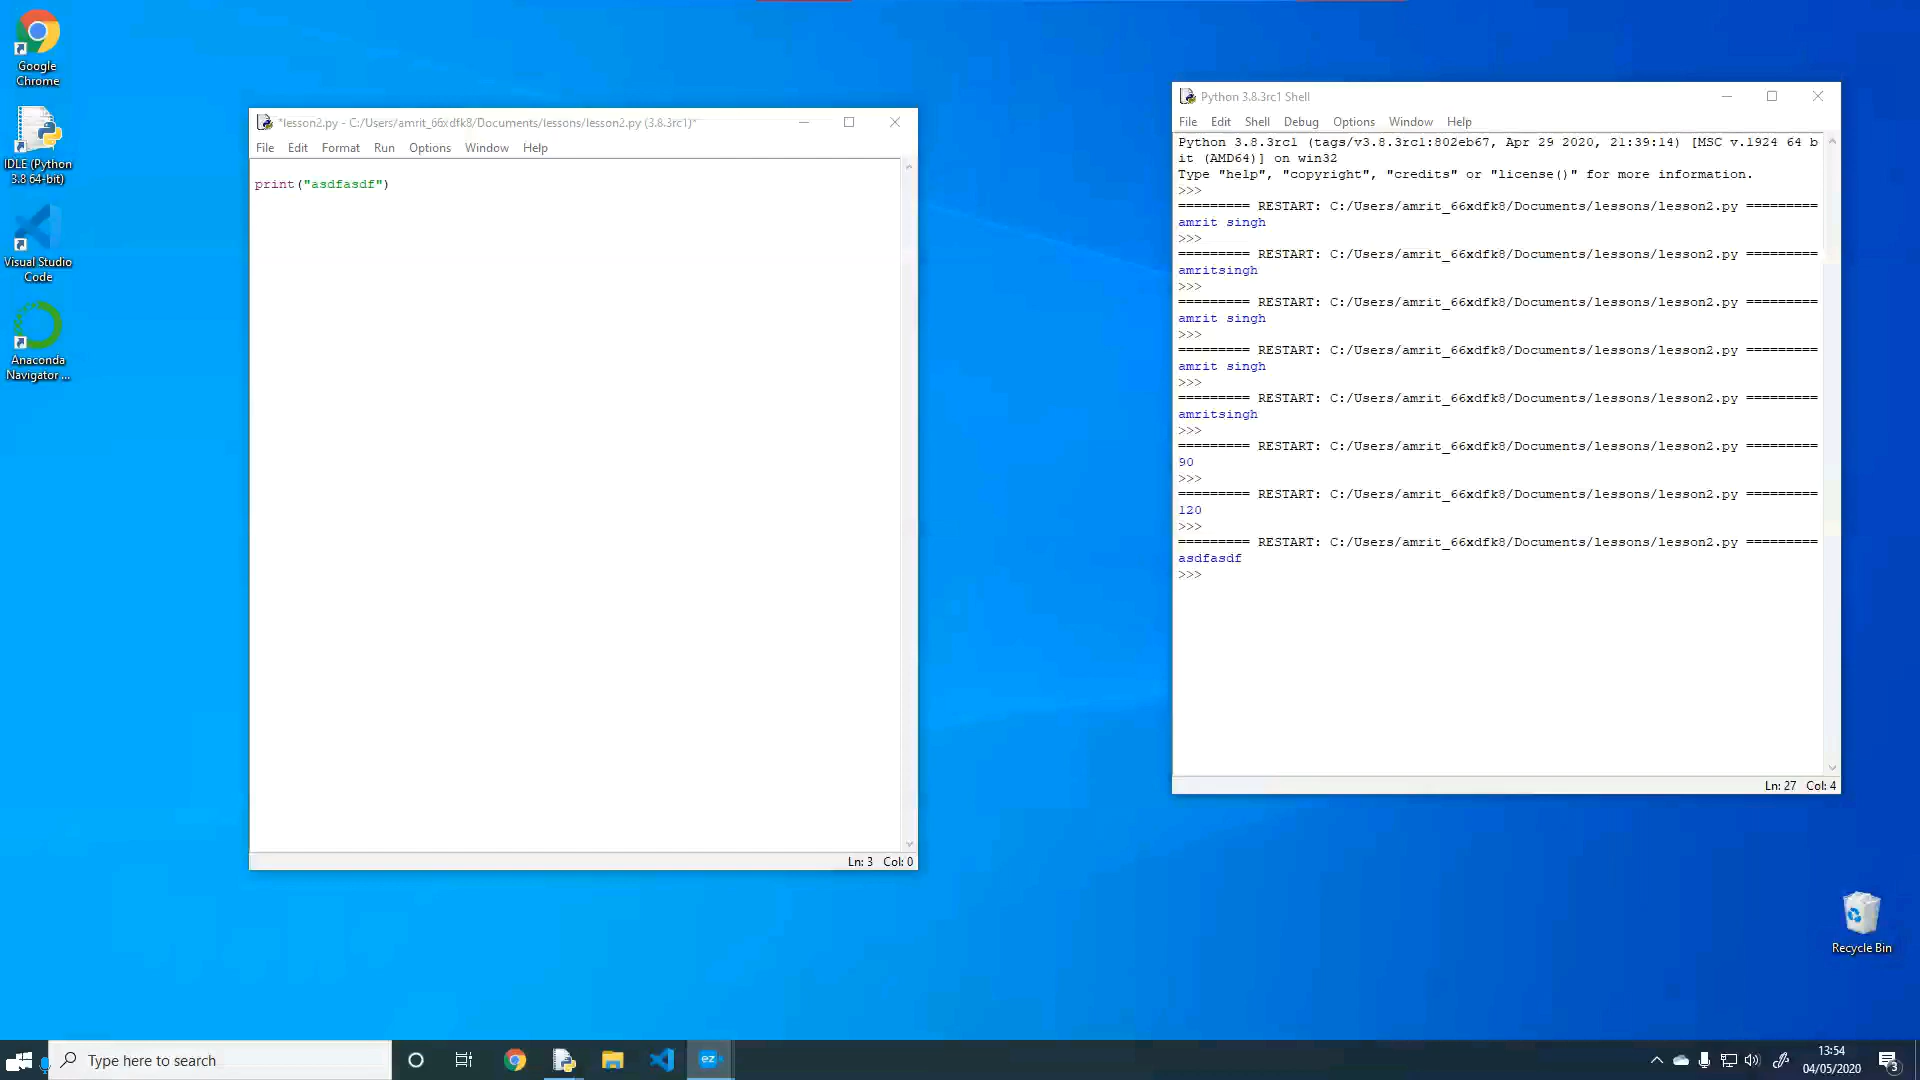 Google
Chrome
IDLE (Python
3.8 64-bit)
Visual Studio
Code
Anaconda
Navigator ...
*lesson2.py - C:/Users/amrit_66xdfk8/Documents/lessons/lesson2.py (3.8.3rc1)*
File Edit Format Run Options Window Help
print("asdfasdf")
Ln: 3 Col: 0
Python 3.8.3rc1 Shell
File Edit Shell Debug Options Window Help
Python 3.8.3rc1 (tags/v3.8.3rc1:802eb67, Apr 29 2020, 21:39:14) [MSC v.1924 64 b
it (AMD64)] on win32
Type "help", "copyright", "credits" or "license()" for more information.
>>>
========= RESTART: C:/Users/amrit_66xdfk8/Documents/lessons/lesson2.py =========
amrit singh
>>>
========= RESTART: C:/Users/amrit_66xdfk8/Documents/lessons/lesson2.py =========
amritsingh
>>>
========= RESTART: C:/Users/amrit_66xdfk8/Documents/lessons/lesson2.py =========
amrit singh
>>>
========= RESTART: C:/Users/amrit_66xdfk8/Documents/lessons/lesson2.py =========
amrit singh
>>>
========= RESTART: C:/Users/amrit_66xdfk8/Documents/lessons/lesson2.py =========
amritsingh
>>>
========= RESTART: C:/Users/amrit_66xdfk8/Documents/lessons/lesson2.py =========
90
>>>
========= RESTART: C:/Users/amrit_66xdfk8/Documents/lessons/lesson2.py =========
120
>>>
========= RESTART: C:/Users/amrit_66xdfk8/Documents/lessons/lesson2.py =========
asdfasdf
>>>
Ln: 27 Col: 4
Recycle Bin
Type here to search
ez
13:54
04/05/2020
3